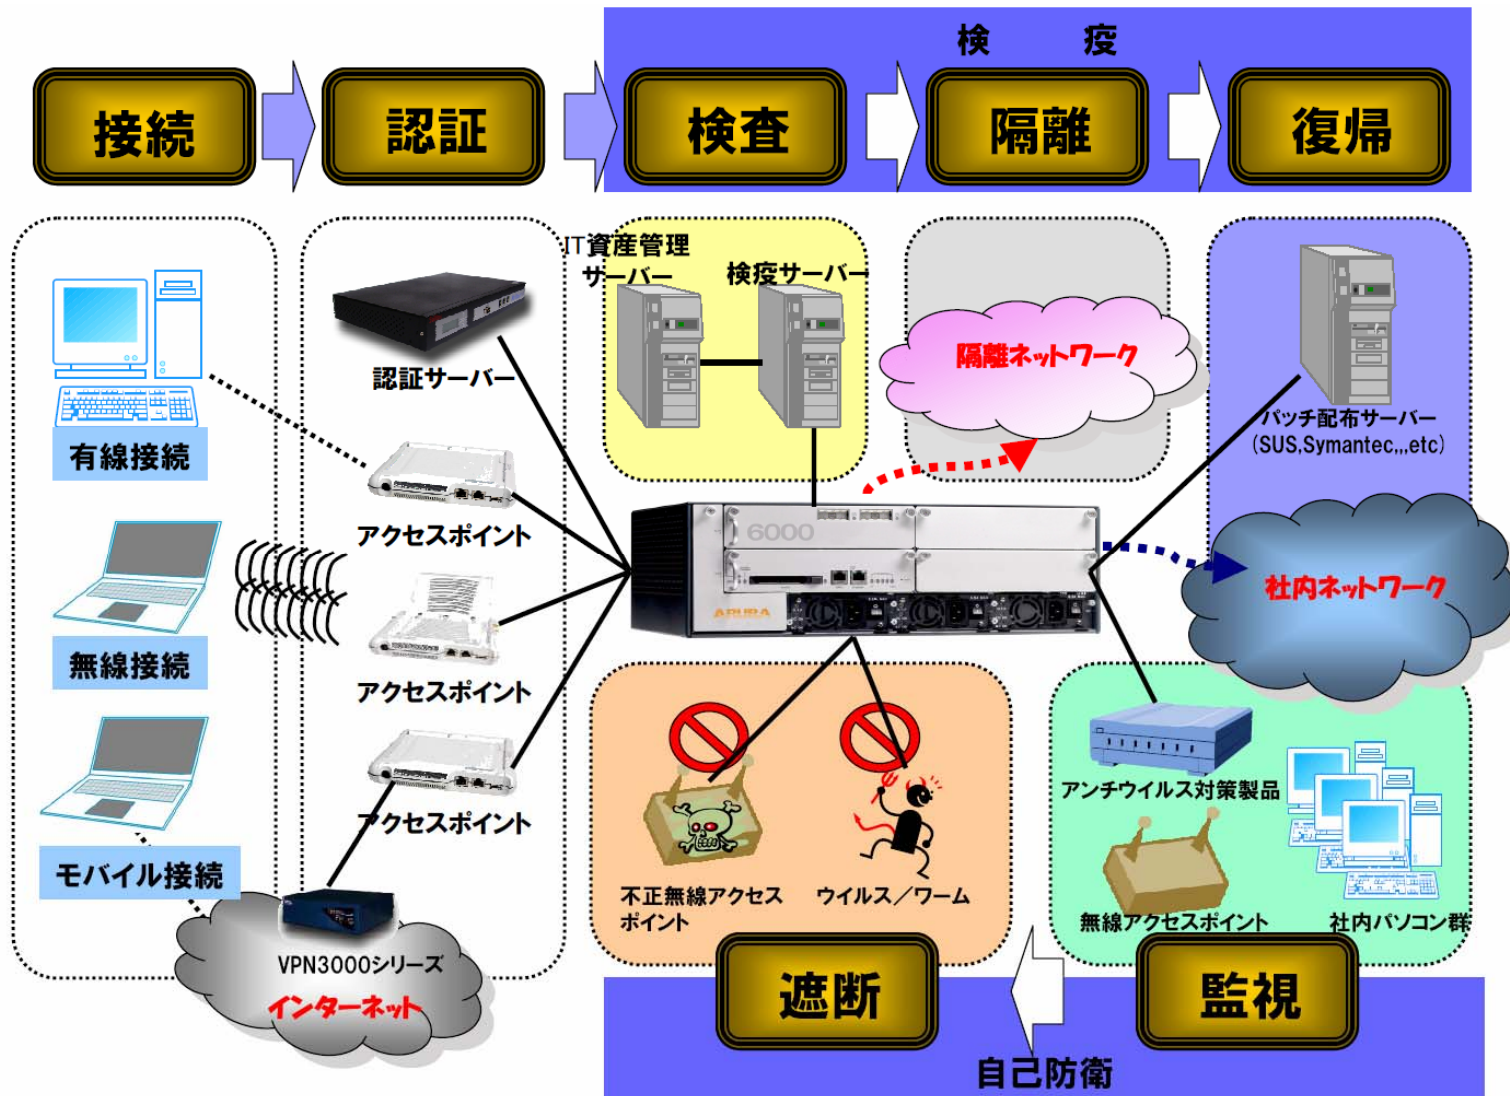 検 疫
接続
認証
検査
隔離
復帰
IT資産管理
サーバー
検疫サーバー
認証サーバー
隔離ネットワーク
パッチ配布サーバー
(SUS,Symantec,,,etc)
有線接続
アクセスポイント
6000
ARUBA
社内ネットワーク
無線接続
アクセスポイント
アクセスポイント
アンチウイルス対策製品
モバイル接続
不正無線アクセス
ポイント
ウイルス／ワーム
無線アクセスポイント
社内パソコン群
VPN3000シリーズ
インターネット
遮断
監視
自己防衛